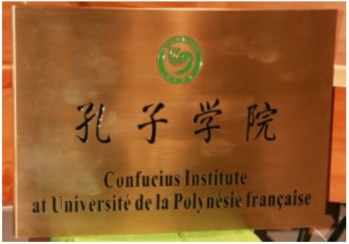 孔子学院
Confucius Institute
at Université de la Polynésie française